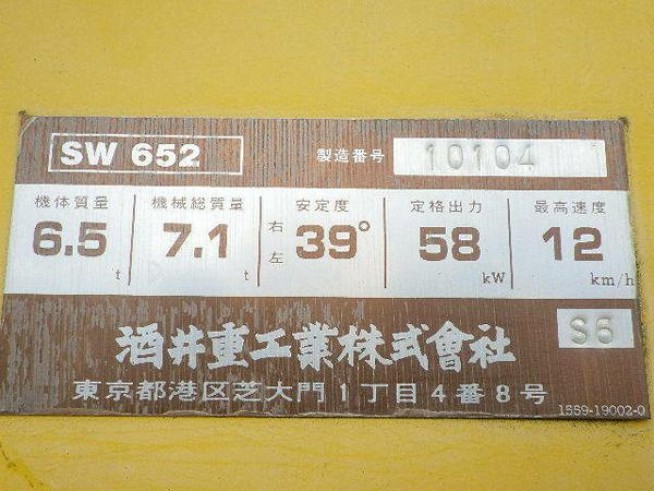 SW 652 製造番号 10104
機体質量 機械総質量 安定度 定格出力 最高速度
6.5 t 7.1 t 右 左 39° 58 kW 12 km/h
酒井重工業株式會社 S6
東京都港区芝大門1丁目4番8号
1559-19002-0